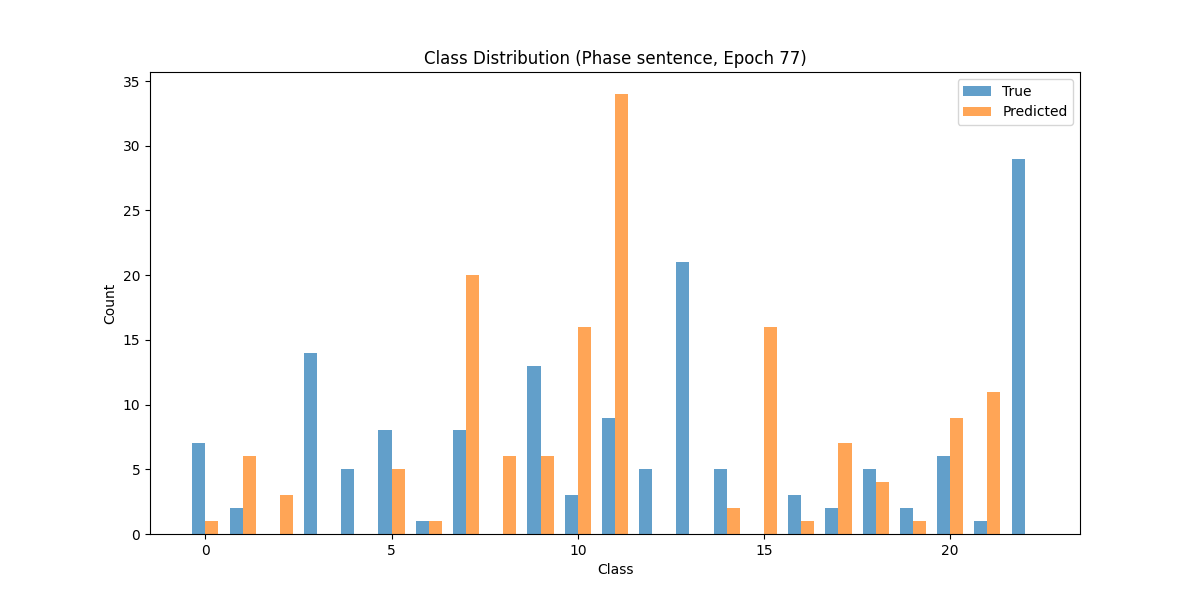 Class Distribution (Phase sentence, Epoch 77)
True
Predicted
35
30
25
20
15
10
5
0
Count
0 5 10 15 20
Class